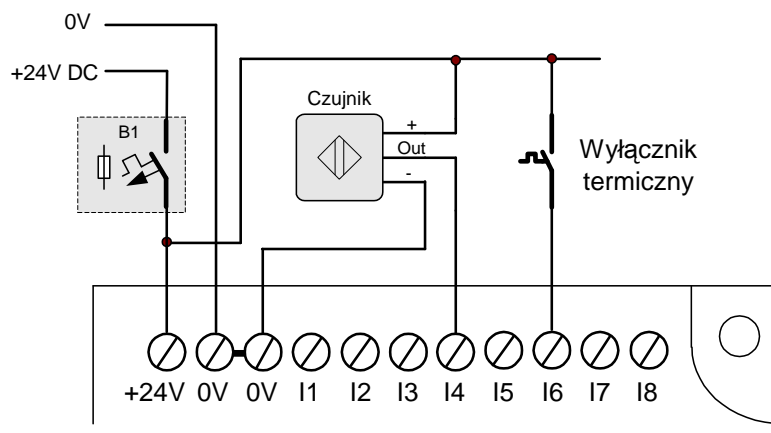 0V
+24V DC
B1
Czujnik
+
Out
-
Wyłącznik
termiczny
+24V 0V 0V I1 I2 I3 I4 I5 I6 I7 I8